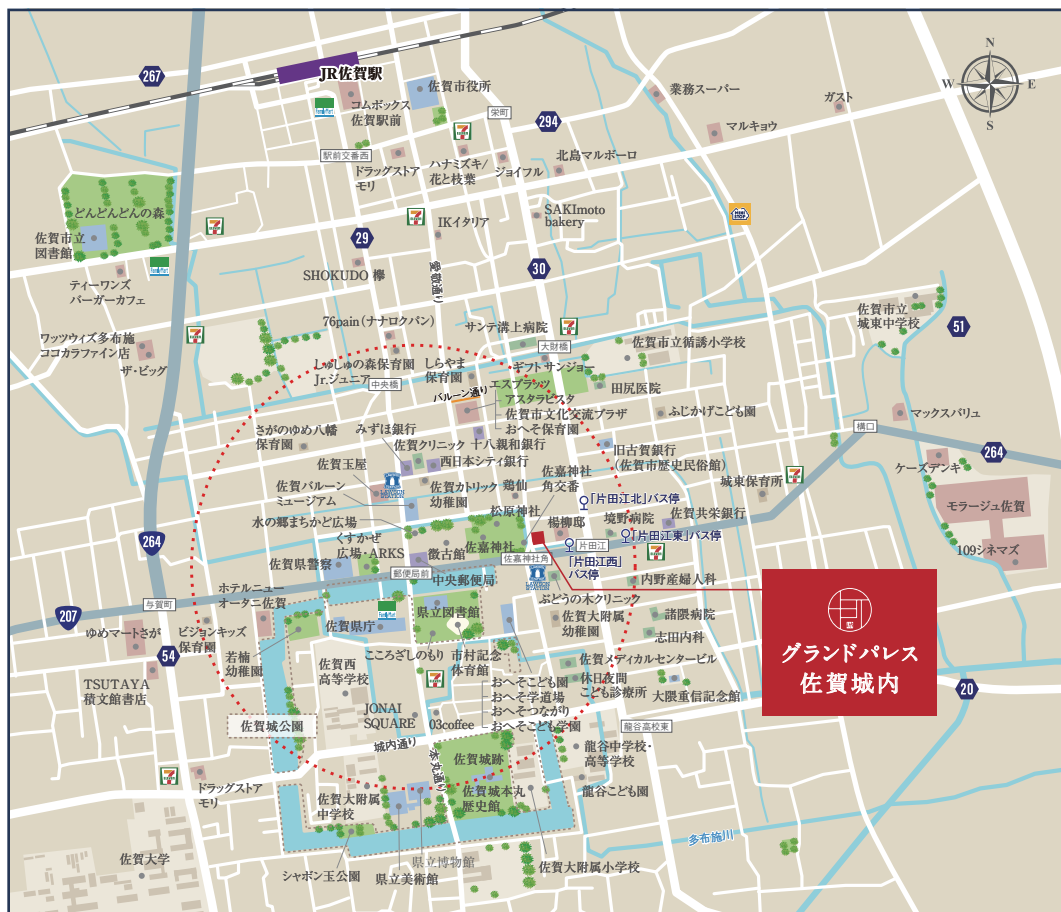 N
W
E
S
267
JR佐賀駅
佐賀市役所
コムボックス
佐賀駅前
FamilyMart
栄町
294
業務スーパー
ガスト
マルキョウ
駅前交番西
ドラッグストア
モリ
ハナミズキ/
花と枝葉
ジョイフル
北島マルボーロ
どんどんどんの森
佐賀市立
図書館
IKイタリア
SAKImoto
bakery
MINI STOP
29
30
FamilyMart
ティーワンズ
バーガーカフェ
SHOKUDO 欅
愛敬通り
佐賀市立
城東中学校
51
76pain(ナナロクパン)
サンテ溝上病院
大財橋
佐賀市立循誘小学校
ワッツウィズ多布施
ココカラファイン店
ザ・ビッグ
しゅしゅの森保育園
Jr.ジュニア
中央橋
しらやま
保育園
ギフトサンジョー
田尻医院
バルーン通り
エスプラッツ
アスタラビスタ
佐賀市文化交流プラザ
おへそ保育園
ふじかげこども園
マックスバリュ
構口
さがのゆめ八幡
保育園
みずほ銀行
佐賀クリニック
十八親和銀行
旧古賀銀行
(佐賀市歴史民俗館)
264
ケーズデンキ
佐賀玉屋
西日本シティ銀行
佐嘉神社
角交番
城東保育所
佐賀バルーン
ミュージアム
LAWSON
佐賀カトリック
幼稚園
鶴仙
「片田江北」バス停
モラージュ佐賀
水の郷まちかど広場
松原神社
楊柳邸
境野病院
佐賀共栄銀行
くすかぜ
広場・ARKS
徴古館
佐嘉神社
片田江
「片田江東」バス停
109シネマズ
264
佐賀県警察
郵便局前
中央郵便局
佐嘉神社角
「片田江西」
バス停
LAWSON
内野産婦人科
ホテルニュー
オータニ佐賀
ぶどうの木クリニック
与賀町
207
ゆめマートさが
ビジョンキッズ
保育園
佐賀県庁
FamilyMart
県立図書館
佐賀大附属
幼稚園
諸隈病院
グランドパレス
佐賀城内
54
若楠
幼稚園
こころざしのもり
市村記念
体育館
志田内科
佐賀西
高等学校
佐賀メディカルセンタービル
休日夜間
こども診療所
TSUTAYA
積文館書店
おへそこども園
おへそ学道場
おへそつながり
おへそこども学園
大隈重信記念館
20
佐賀城公園
JONAI
SQUARE
03coffee
龍谷高校東
城内通り
本丸通り
佐賀城跡
龍谷中学校・
高等学校
ドラッグストア
モリ
佐賀大附属
中学校
佐賀城本丸
歴史館
龍谷こども園
多布施川
佐賀大学
シャボン玉公園
県立博物館
県立美術館
佐賀大附属小学校